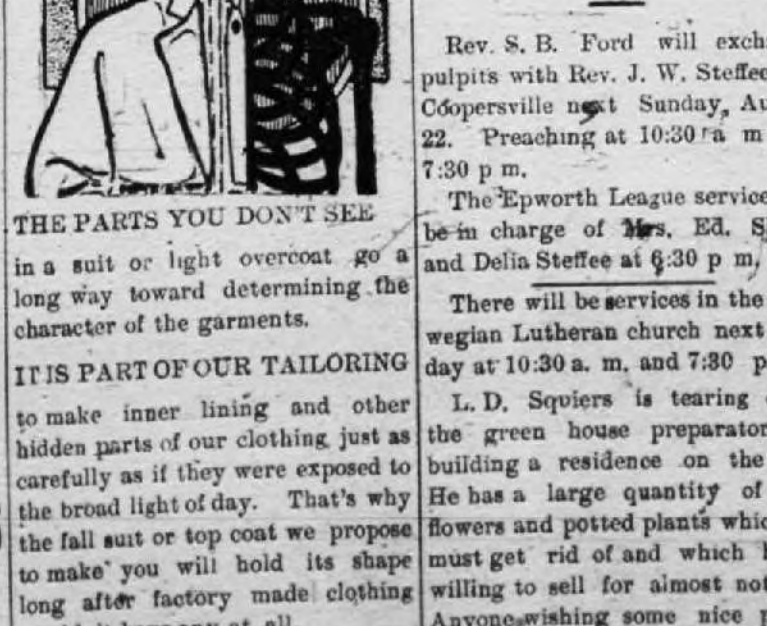 THE PARTS YOU DON'T SEE
in a suit or light overcoat go a
long way toward determining the
character of the garments.
IT IS PART OF OUR TAILORING
to make inner lining and other
hidden parts of our clothing just as
carefully as if they were exposed to
the broad light of day. That's why
the fall suit or top coat we propose
to make you will hold its shape
long after factory made clothing
at all.
Rev. S. B. Ford will exch
pulpits with Rev. J. W. Steffee
Coopersville next Sunday, Au
22. Preaching at 10:30 a m
7:30 p m.
The Epworth League service
be in charge of Mrs. Ed. S
and Delia Steffee at 6:30 p m,
There will be services in the
wegian Lutheran church next
day at 10:30 a. m. and 7:30 p
L. D. Squiers is tearing
the green house preparator
building a residence on the
He has a large quantity of
flowers and potted plants whic
must get rid of and which h
willing to sell for almost not
Anyone wishing some nice p